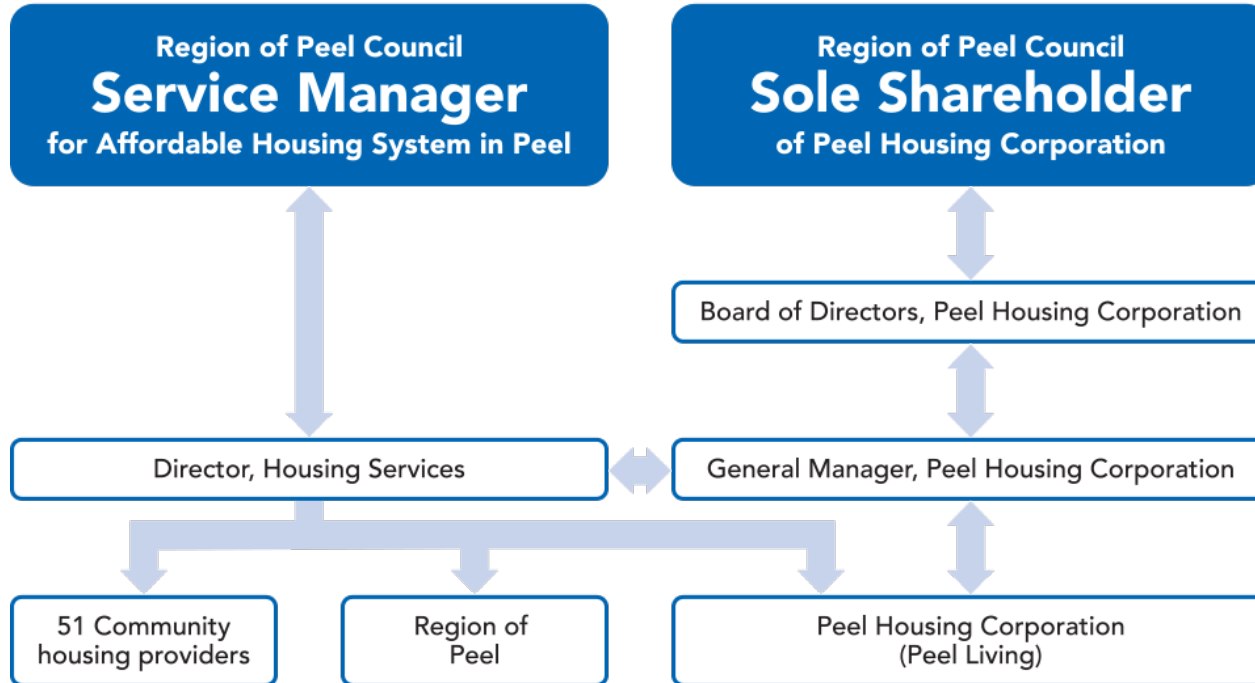 Region of Peel Council
Service Manager
for Affordable Housing System in Peel
Region of Peel Council
Sole Shareholder
of Peel Housing Corporation
Board of Directors, Peel Housing Corporation
Director, Housing Services
General Manager, Peel Housing Corporation
51 Community
housing providers
Region of
Peel
Peel Housing Corporation
(Peel Living)